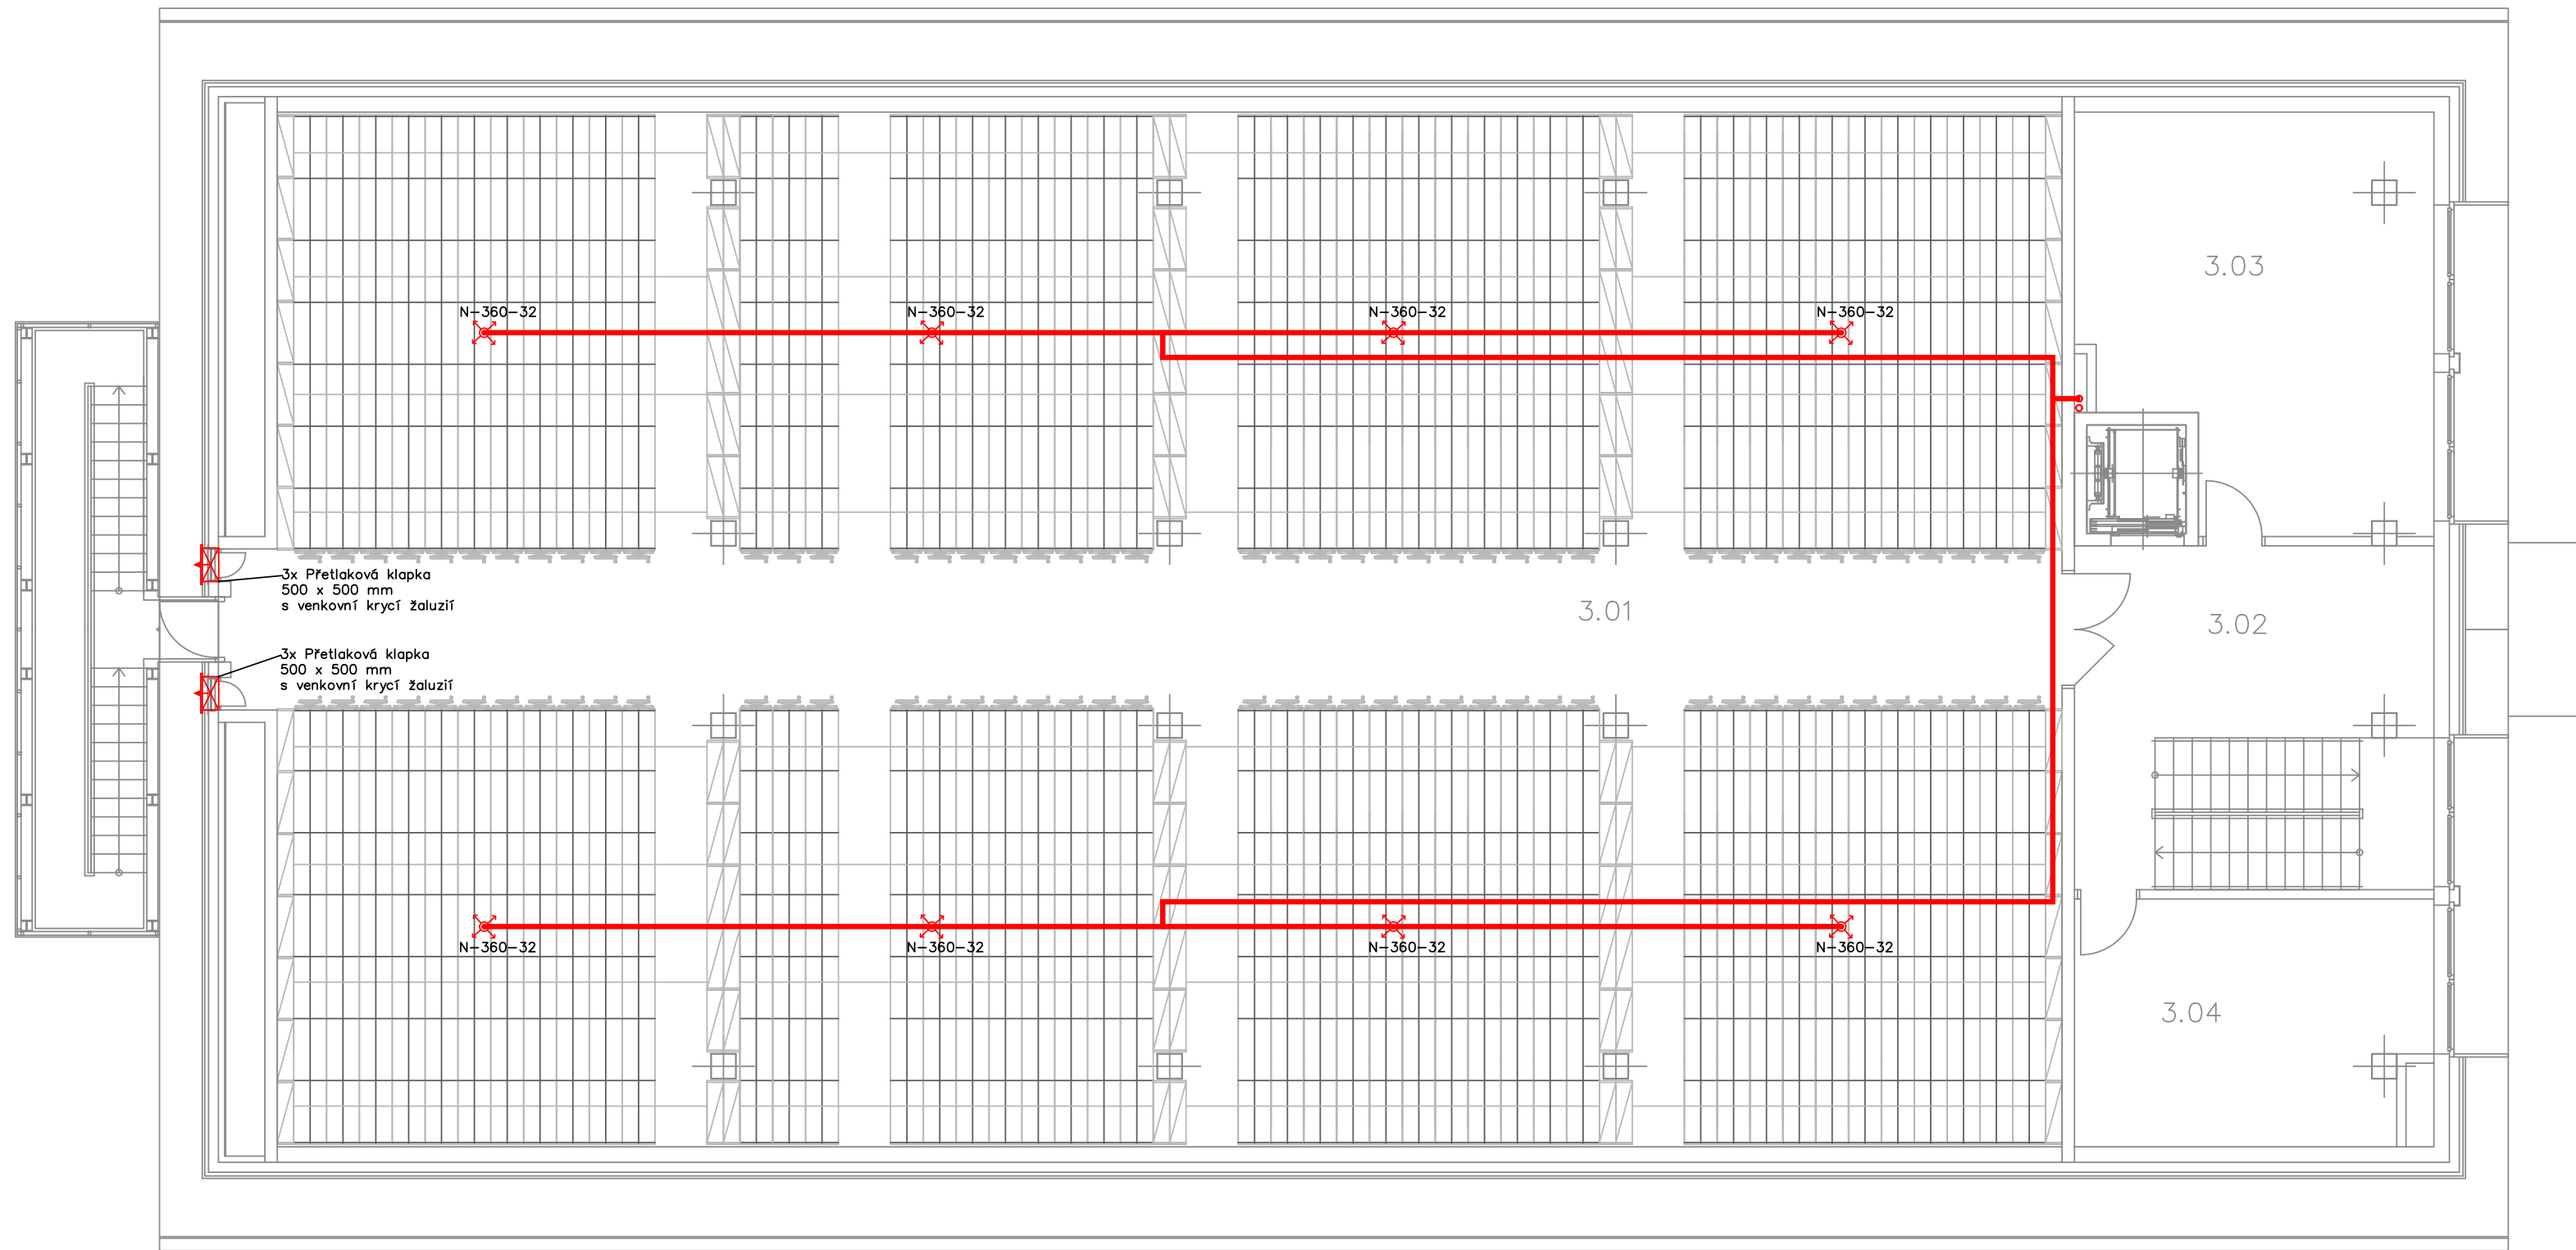 3.03
N-360-32
N-360-32
N-360-32
N-360-32
3x Přetlaková klapka
500 x 500 mm
s venkovní krycí žaluzií
3.01
3.02
3x Přetlaková klapka
500 x 500 mm
s venkovní krycí žaluzií
N-360-32
N-360-32
N-360-32
N-360-32
3.04